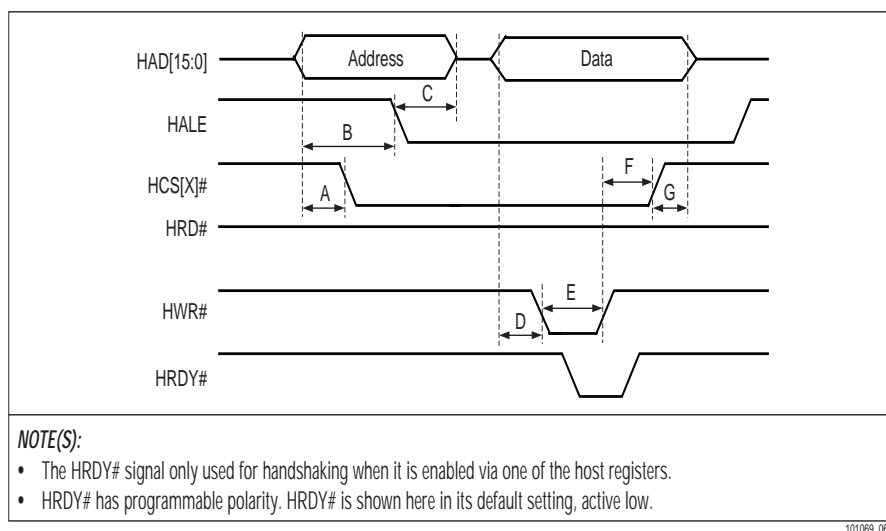 HAD[15:0]
Address
Data
C
HALE
B
F
HCS[X]#
A
G
HRD#
E
HWR#
D
HRDY#
NOTE(S):
• The HRDY# signal only used for handshaking when it is enabled via one of the host registers.
• HRDY# has programmable polarity. HRDY# is shown here in its default setting, active low.